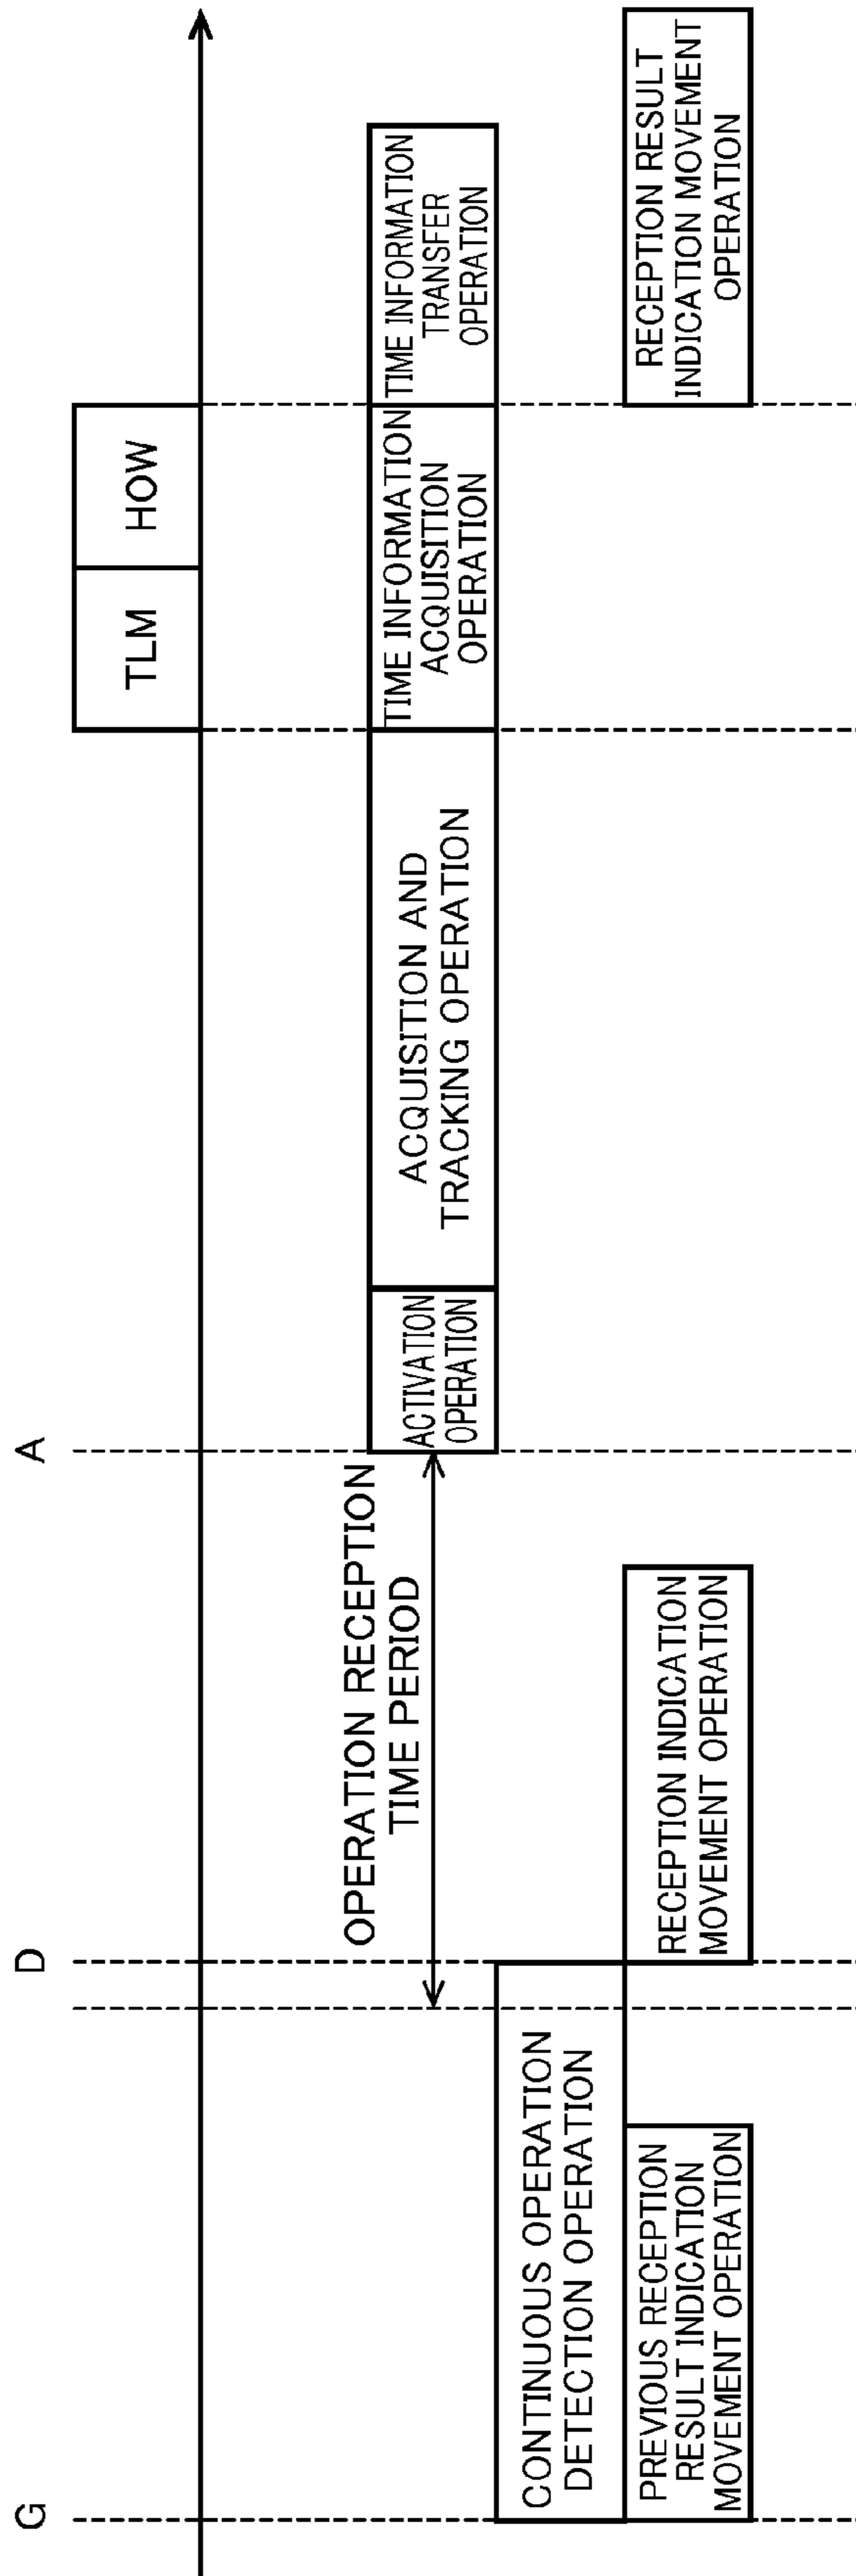 G
D
A
TLM
HOW
OPERATION RECEPTION
TIME PERIOD
ACTIVATION
OPERATION
ACQUISITION AND
TRACKING OPERATION
TIME INFORMATION
ACQUISITION
OPERATION
TIME INFORMATION
TRANSFER
OPERATION
CONTINUOUS OPERATION
DETECTION OPERATION
PREVIOUS RECEPTION
RESULT INDICATION
MOVEMENT OPERATION
RECEPTION INDICATION
MOVEMENT OPERATION
RECEPTION RESULT
INDICATION MOVEMENT
OPERATION